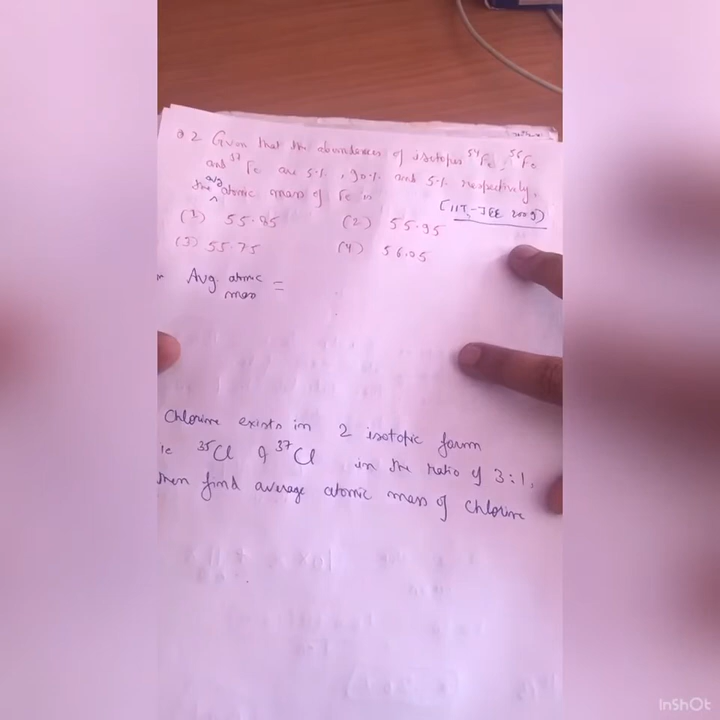 Q 2 Given that the abundances of isotopes ⁵⁴Fe, ⁵⁶Fe
and ³⁷Fe are 5%, 90% and 5% respectively,
the avg atomic mass of Fe is
[IIT-JEE 2009]
(1) 55.85 (2) 55.95
(3) 55.75 (4) 56.05
Avg. atomic
mass =
Chlorine exists in 2 isotopic form
ie ³⁵Cl & ³⁷Cl in the ratio of 3:1,
then find average atomic mass of Chlorine
InShOt